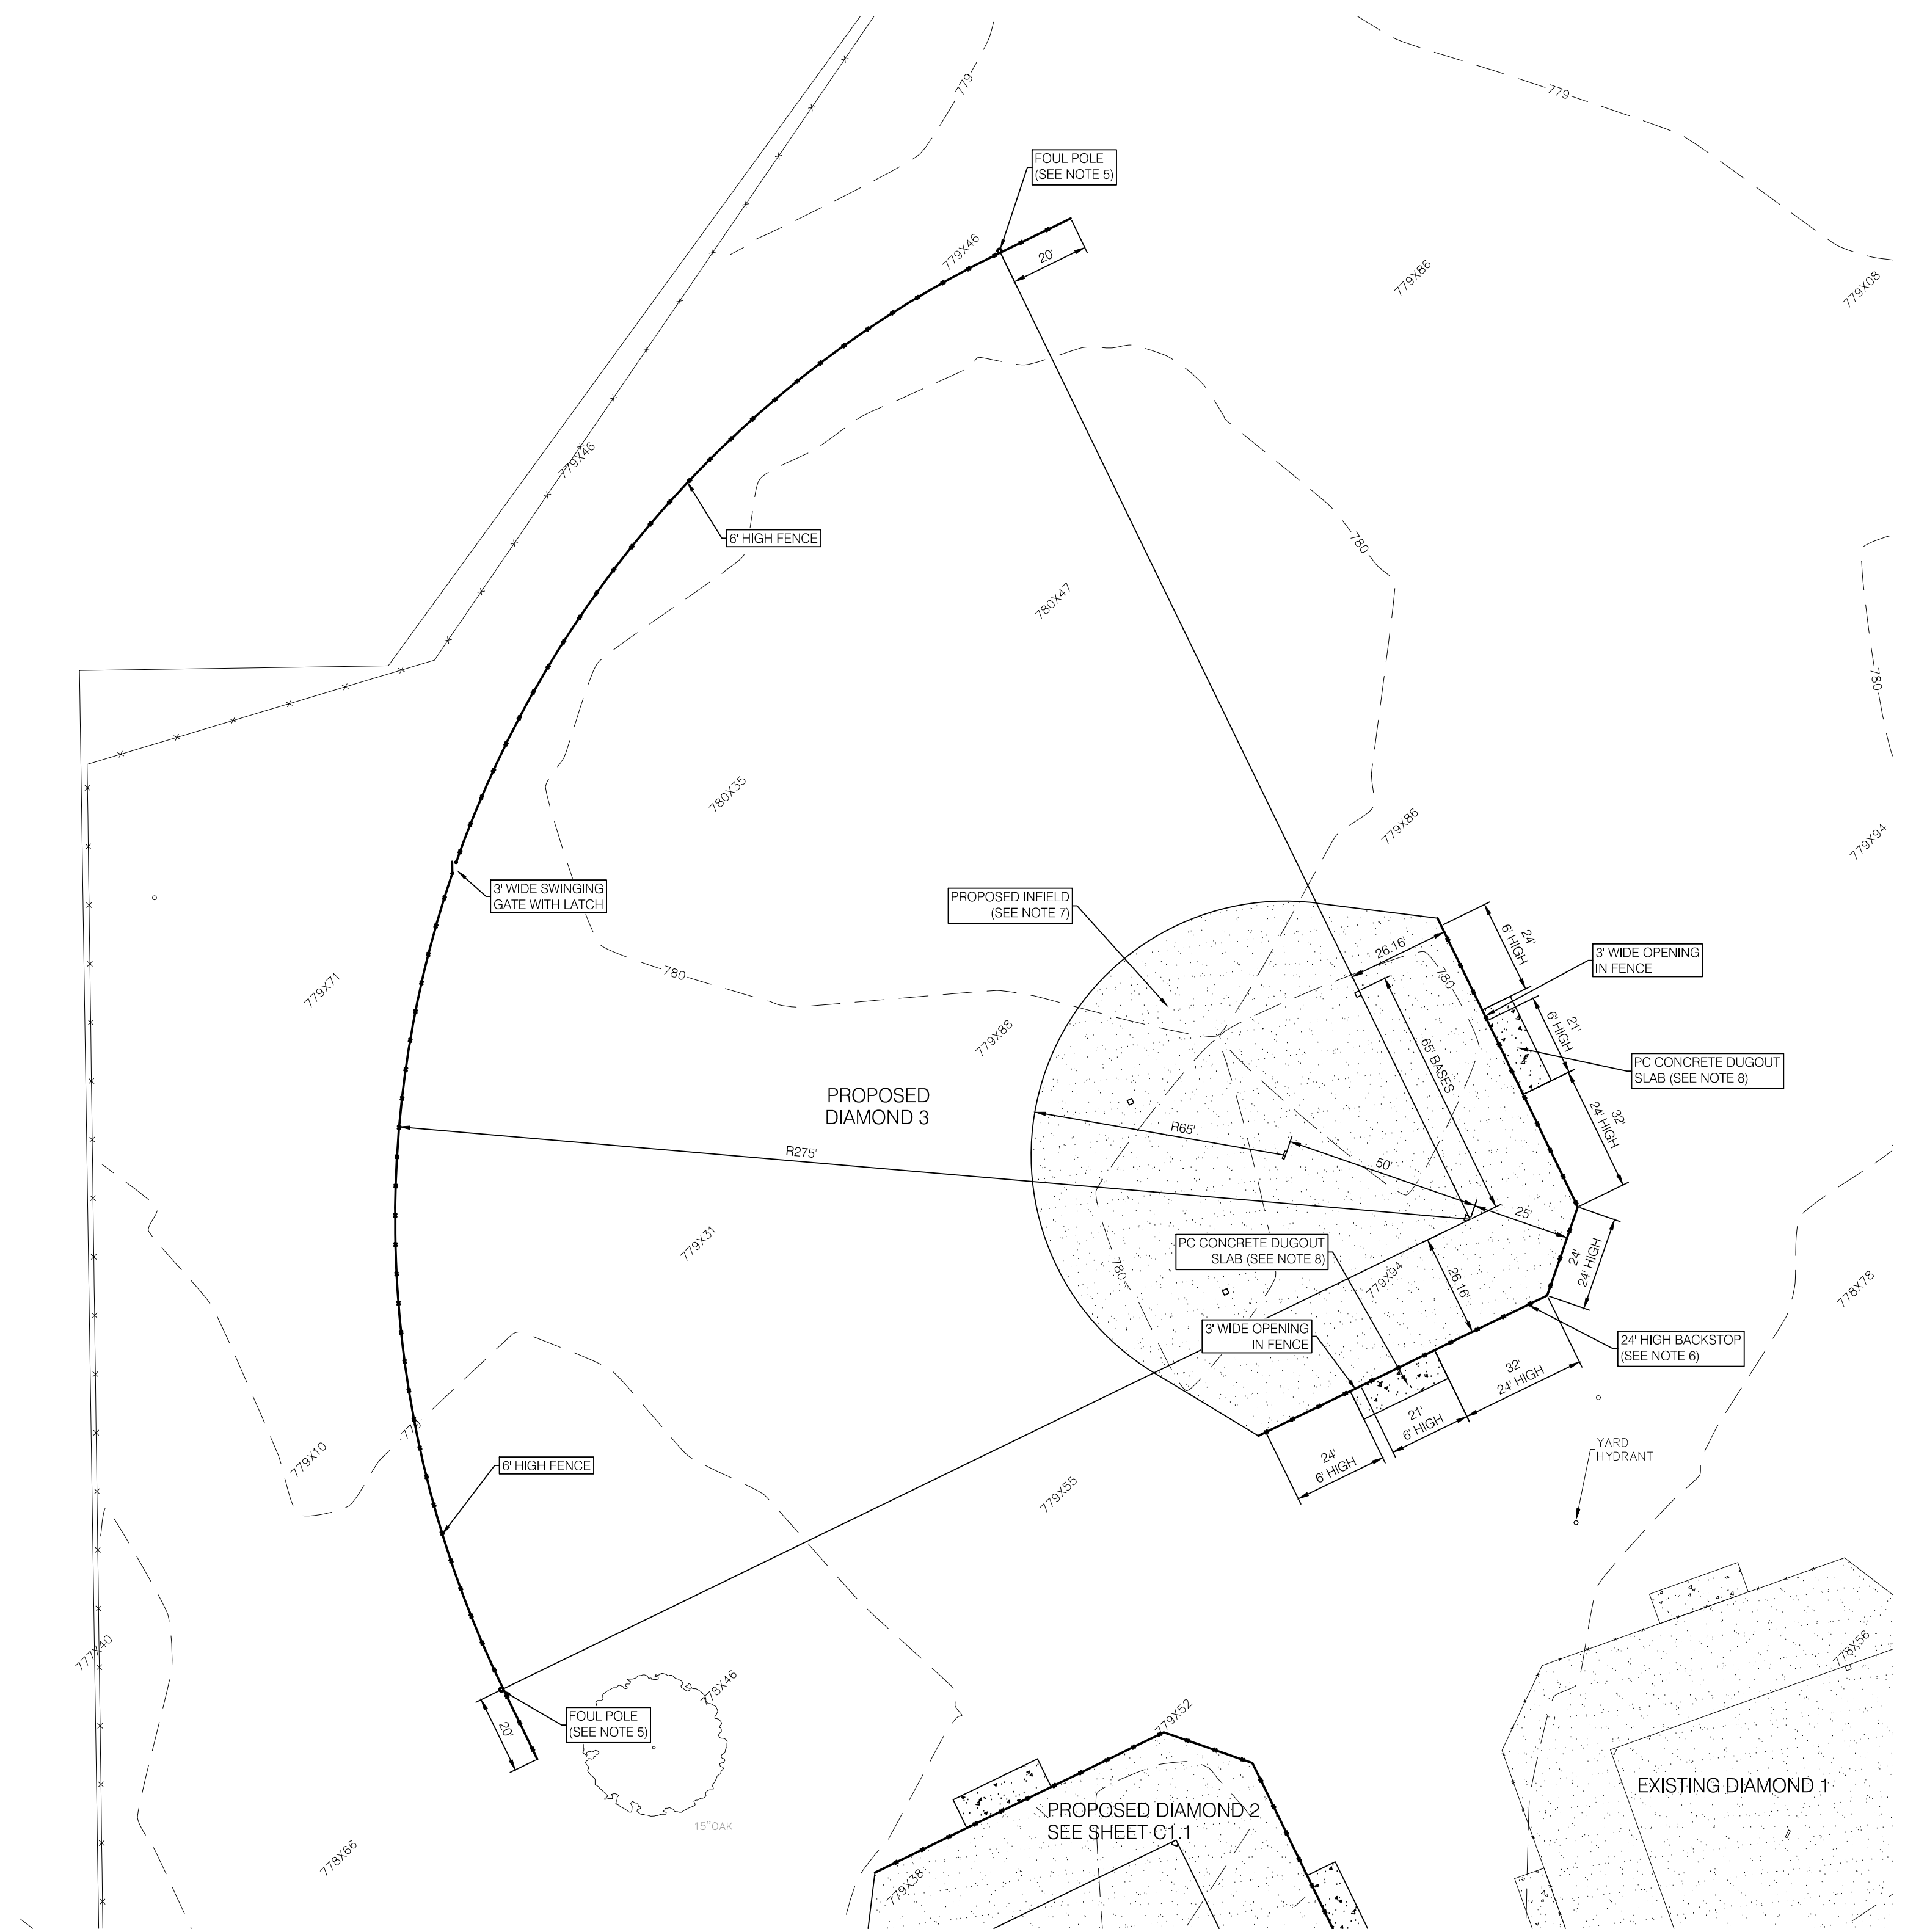 779
779
FOUL POLE
(SEE NOTE 5)
20'
779X46
779X86
779X08
779X46
6' HIGH FENCE
780
780X47
780
780X35
779X86
779X94
3' WIDE SWINGING
GATE WITH LATCH
PROPOSED INFIELD
(SEE NOTE 7)
26.16'
24'
6' HIGH
3' WIDE OPENING
IN FENCE
780
780
779X71
779X88
21'
6' HIGH
65' BASES
PC CONCRETE DUGOUT
SLAB (SEE NOTE 8)
PROPOSED
DIAMOND 3
32'
24' HIGH
R65'
R275'
50'
25'
779X31
PC CONCRETE DUGOUT
SLAB (SEE NOTE 8)
24'
24' HIGH
780
26.16'
779X94
778X78
3' WIDE OPENING
IN FENCE
24' HIGH BACKSTOP
(SEE NOTE 6)
32'
24' HIGH
21'
6' HIGH
779
779X10
6' HIGH FENCE
24'
6' HIGH
YARD
HYDRANT
779X55
777X40
778X56
778X46
FOUL POLE
(SEE NOTE 5)
20'
779X52
EXISTING DIAMOND 1
PROPOSED DIAMOND 2
SEE SHEET C1.1
15"OAK
778X66
779X38